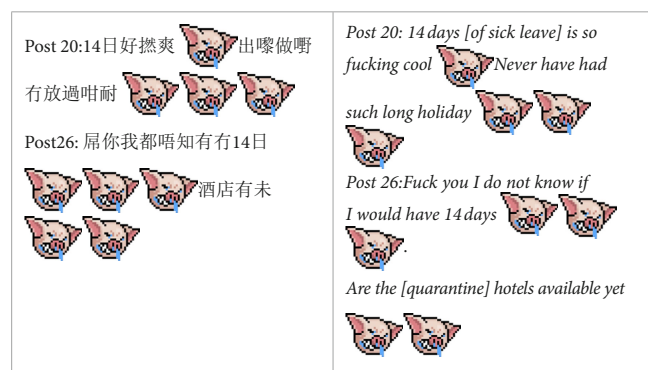 Post 20:14日好撚爽 出嚟做嘢
冇放過咁耐
Post26: 屌你我都唔知有冇14日
酒店有未
Post 20: 14 days [of sick leave] is so
fucking cool Never have had
such long holiday
Post 26:Fuck you I do not know if
I would have 14 days
.
Are the [quarantine] hotels available yet